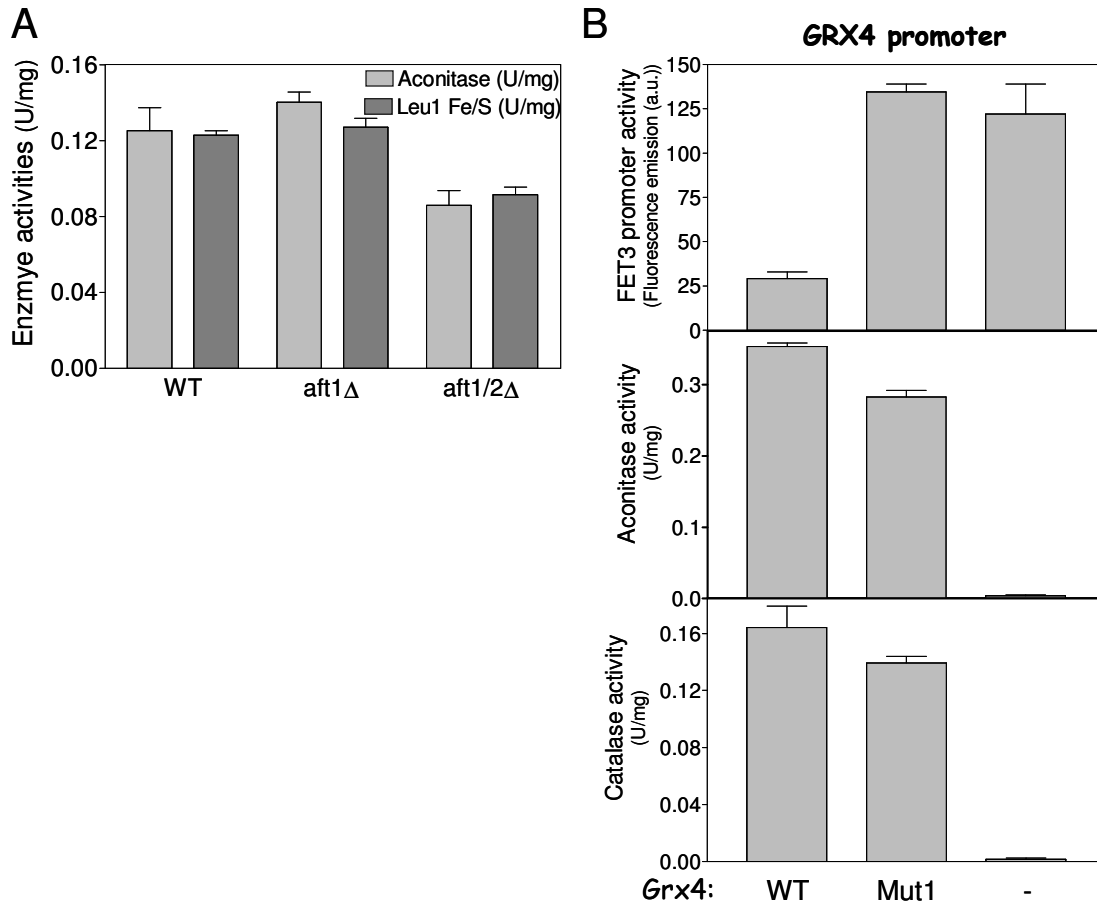 A
Enzmye activities (U/mg)
0.16
0.12
0.08
0.04
0.00
Aconitase (U/mg)
Leu1 Fe/S (U/mg)
WT
aft1Δ
aft1/2Δ
B
GRX4 promoter
FET3 promoter activity
(Fluorescence emission (a.u.))
150
125
100
75
50
25
0
Aconitase activity
(U/mg)
0.3
0.2
0.1
0.0
Catalase activity
(U/mg)
0.16
0.12
0.08
0.04
0.00
Grx4: WT Mut1 -